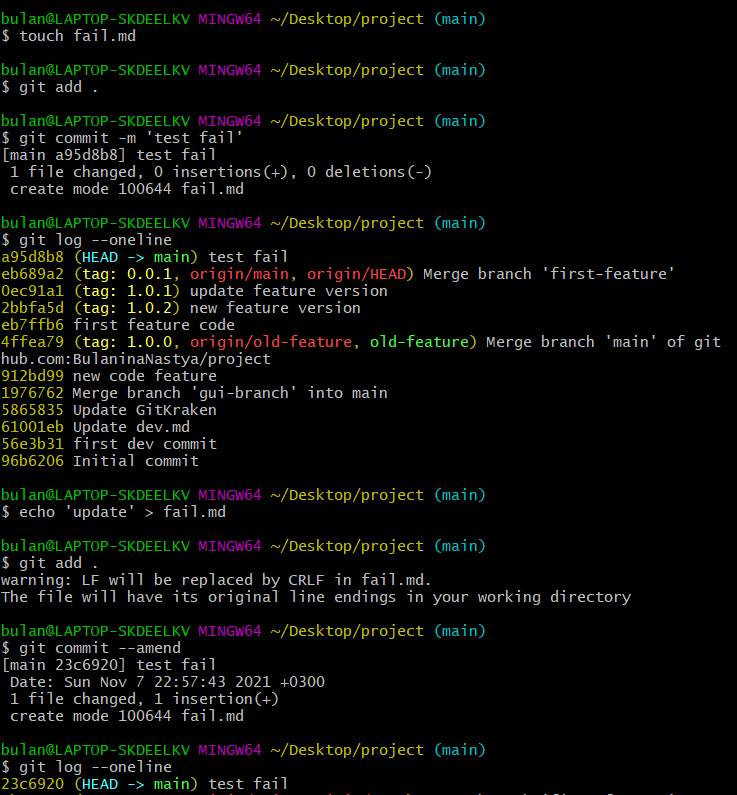 bulan@LAPTOP-SKDEELKV MINGW64 ~/Desktop/project (main)
$ touch fail.md
bulan@LAPTOP-SKDEELKV MINGW64 ~/Desktop/project (main)
$ git add .
bulan@LAPTOP-SKDEELKV MINGW64 ~/Desktop/project (main)
$ git commit -m 'test fail'
[main a95d8b8] test fail
 1 file changed, 0 insertions(+), 0 deletions(-)
 create mode 100644 fail.md
bulan@LAPTOP-SKDEELKV MINGW64 ~/Desktop/project (main)
$ git log --oneline
a95d8b8 (HEAD -> main) test fail
eb689a2 (tag: 0.0.1, origin/main, origin/HEAD) Merge branch 'first-feature'
0ec91a1 (tag: 1.0.1) update feature version
2bbfa5d (tag: 1.0.2) new feature version
eb7ffb6 first feature code
4ffea79 (tag: 1.0.0, origin/old-feature, old-feature) Merge branch 'main' of git
hub.com:BulaninaNastya/project
912bd99 new code feature
1976762 Merge branch 'gui-branch' into main
5865835 Update GitKraken
61001eb Update dev.md
56e3b31 first dev commit
96b6206 Initial commit
bulan@LAPTOP-SKDEELKV MINGW64 ~/Desktop/project (main)
$ echo 'update' > fail.md
bulan@LAPTOP-SKDEELKV MINGW64 ~/Desktop/project (main)
$ git add .
warning: LF will be replaced by CRLF in fail.md.
The file will have its original line endings in your working directory
bulan@LAPTOP-SKDEELKV MINGW64 ~/Desktop/project (main)
$ git commit --amend
[main 23c6920] test fail
 Date: Sun Nov 7 22:57:43 2021 +0300
 1 file changed, 1 insertion(+)
 create mode 100644 fail.md
bulan@LAPTOP-SKDEELKV MINGW64 ~/Desktop/project (main)
$ git log --oneline
23c6920 (HEAD -> main) test fail